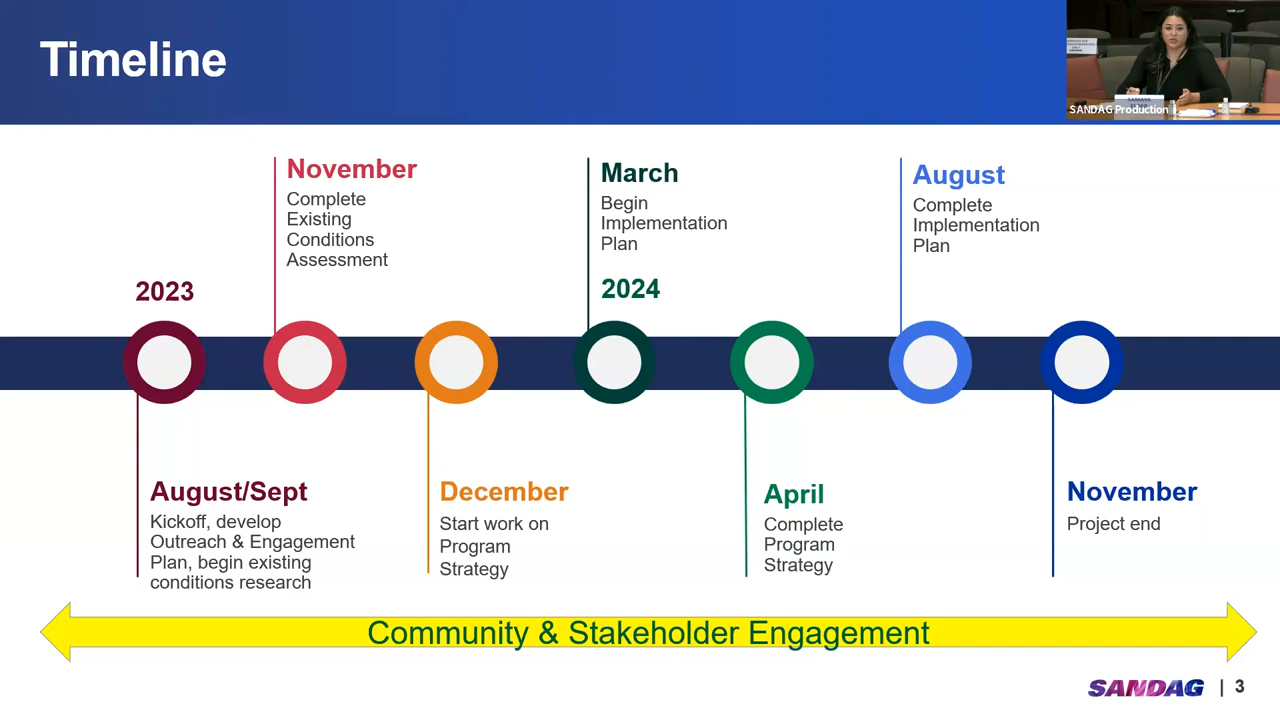 Timeline
SANDAG Production
November
Complete
Existing
Conditions
Assessment
March
Begin
Implementation
Plan
August
Complete
Implementation
Plan
2023
2024
August/Sept
Kickoff, develop
Outreach & Engagement
Plan, begin existing
conditions research
December
Start work on
Program
Strategy
April
Complete
Program
Strategy
November
Project end
Community & Stakeholder Engagement
SANDAG | 3